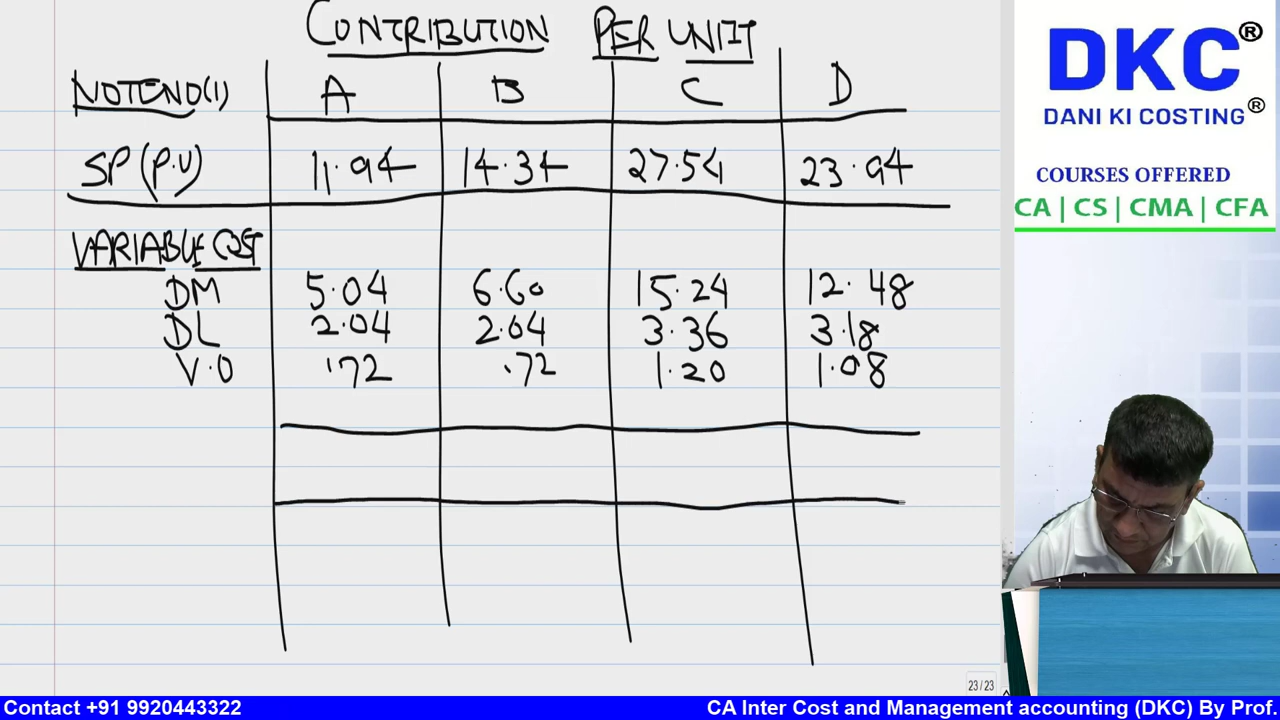 CONTRIBUTION PER UNIT
NOTENO(1) A B C D
SP(P.U) 11.94 14.34 27.54 23.94
VARIABLE COST
DM 5.04 6.60 15.24 12.48
DL 2.04 2.64 3.36 3.18
V.O .72 .72 1.20 1.08
23/23
DKC®
DANI KI COSTING®
COURSES OFFERED
CA | CS | CMA | CFA
Contact +91 9920443322
CA Inter Cost and Management accounting (DKC) By Prof.